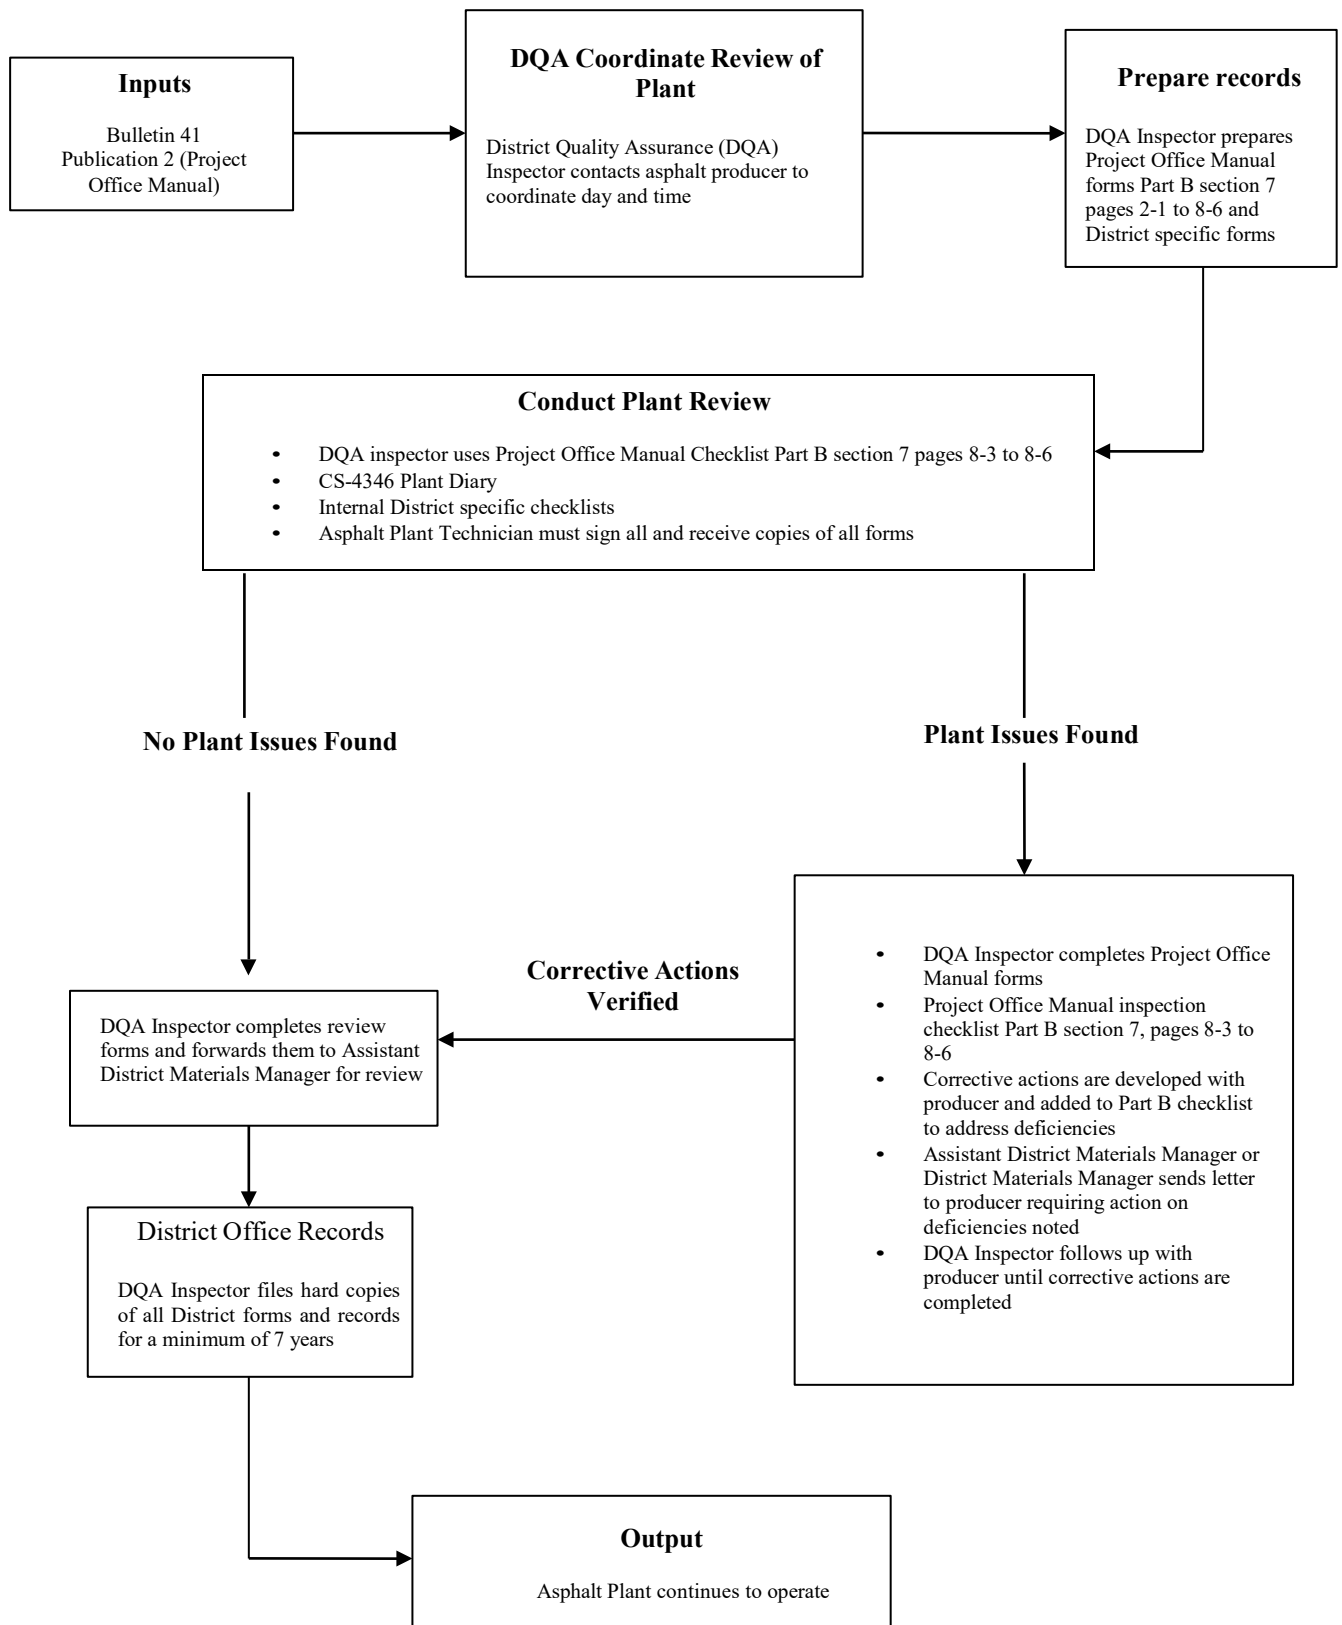 Inputs
Bulletin 41
Publication 2 (Project
Office Manual)
DQA Coordinate Review of
Plant
District Quality Assurance (DQA)
Inspector contacts asphalt producer to
coordinate day and time
Prepare records
DQA Inspector prepares
Project Office Manual
forms Part B section 7
pages 2-1 to 8-6 and
District specific forms
Conduct Plant Review
• DQA inspector uses Project Office Manual Checklist Part B section 7 pages 8-3 to 8-6
• CS-4346 Plant Diary
• Internal District specific checklists
• Asphalt Plant Technician must sign all and receive copies of all forms
No Plant Issues Found
Plant Issues Found
• DQA Inspector completes Project Office
Manual forms
• Project Office Manual inspection
checklist Part B section 7, pages 8-3 to
8-6
• Corrective actions are developed with
producer and added to Part B checklist
to address deficiencies
• Assistant District Materials Manager or
District Materials Manager sends letter
to producer requiring action on
deficiencies noted
• DQA Inspector follows up with
producer until corrective actions are
completed
Corrective Actions
Verified
DQA Inspector completes review
forms and forwards them to Assistant
District Materials Manager for review
District Office Records
DQA Inspector files hard copies
of all District forms and records
for a minimum of 7 years
Output
Asphalt Plant continues to operate